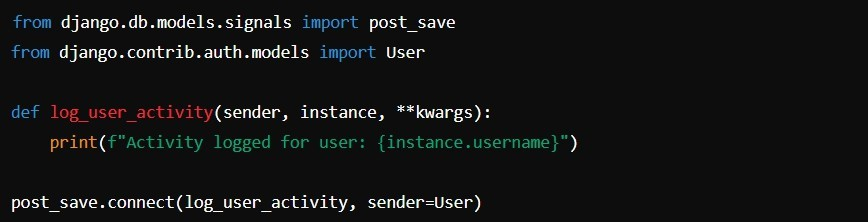 from django.db.models.signals import post_save
from django.contrib.auth.models import User
def log_user_activity(sender, instance, **kwargs):
    print(f"Activity logged for user: {instance.username}")
post_save.connect(log_user_activity, sender=User)